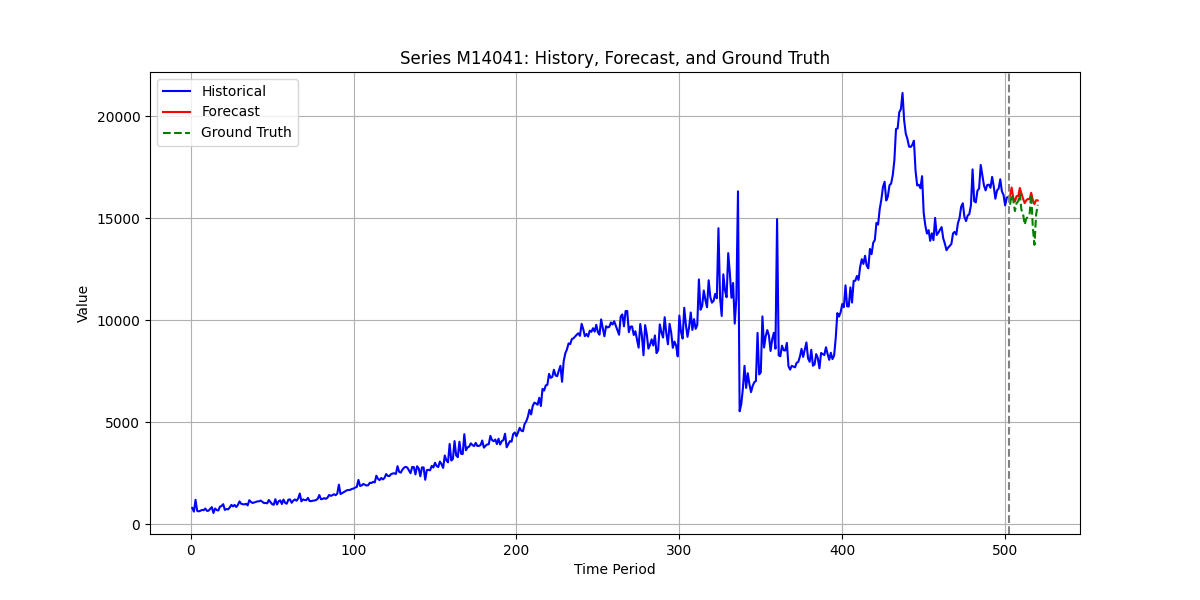 Series M14041: History, Forecast, and Ground Truth
Historical
Forecast
Ground Truth
Value
20000
15000
10000
5000
0
0 100 200 300 400 500
Time Period